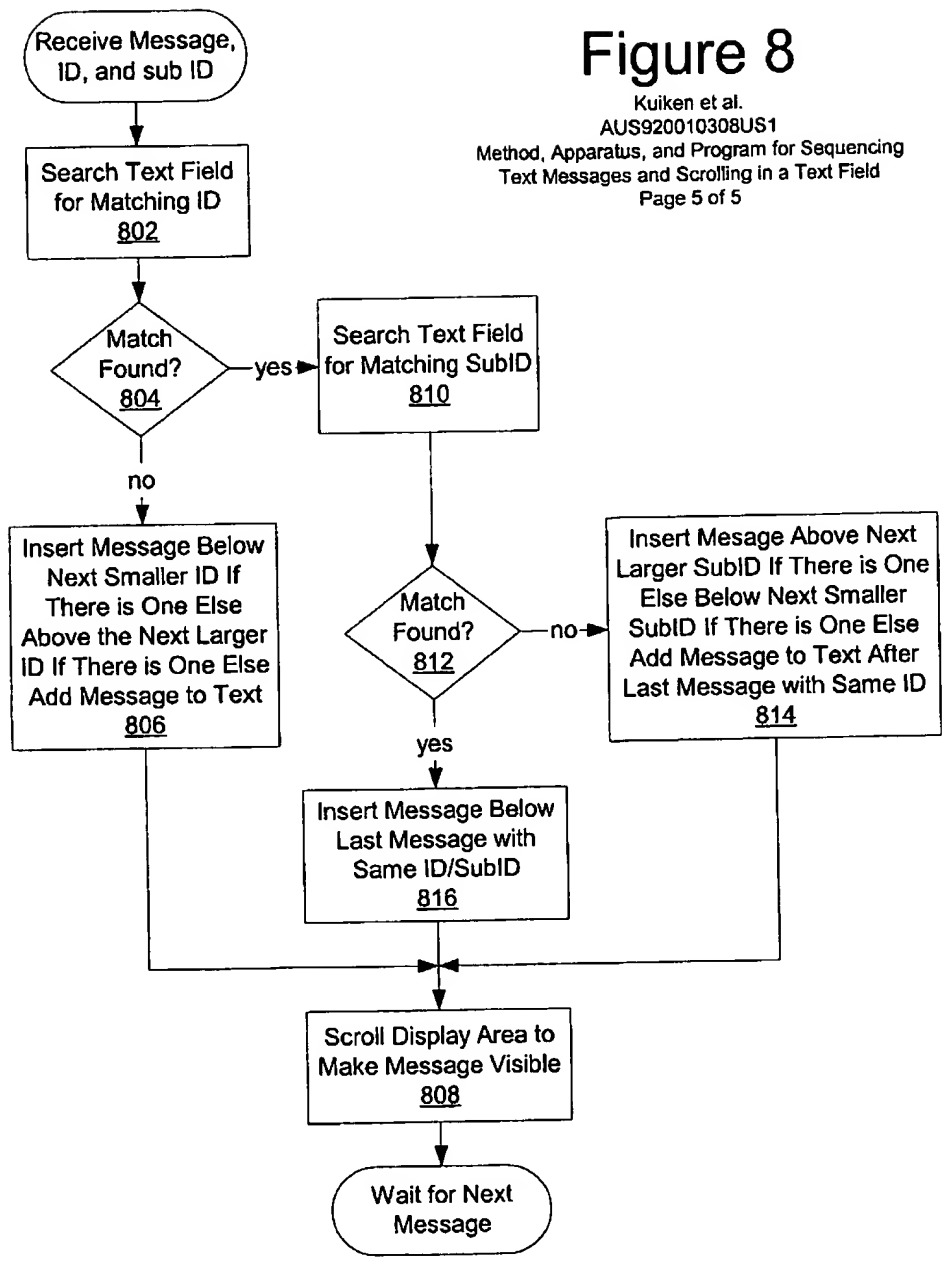 Receive Message,
ID, and sub ID
Figure 8
Kuiken et al.
AUS920010308US1
Method, Apparatus, and Program for Sequencing
Text Messages and Scrolling in a Text Field
Page 5 of 5
Search Text Field
for Matching ID
802
Match
Found?
804
yes
Search Text Field
for Matching SubID
810
no
Insert Message Below
Next Smaller ID If
There is One Else
Above the Next Larger
ID If There is One Else
Add Message to Text
806
Match
Found?
812
no
Insert Mesage Above Next
Larger SubID If There is One
Else Below Next Smaller
SubID If There is One Else
Add Message to Text After
Last Message with Same ID
814
yes
Insert Message Below
Last Message with
Same ID/SubID
816
Scroll Display Area to
Make Message Visible
808
Wait for Next
Message